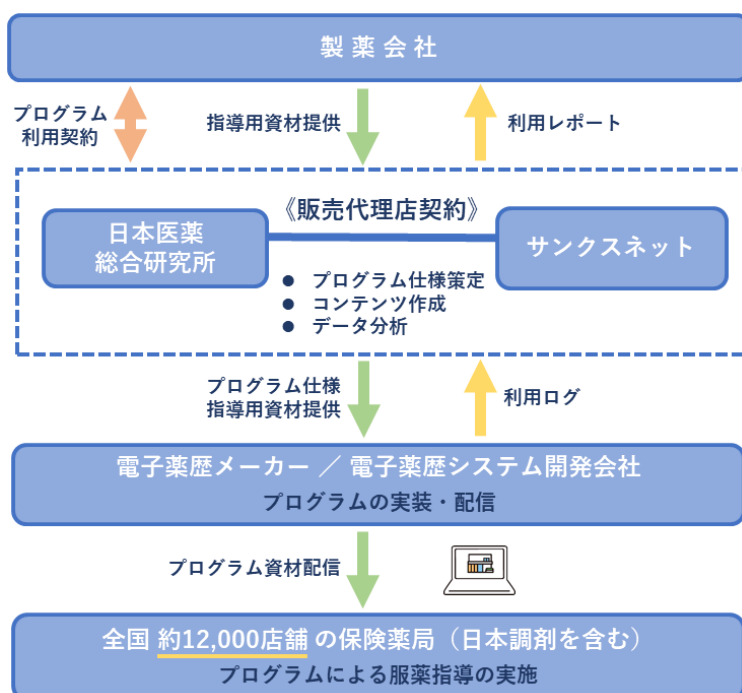 製薬会社
プログラム
利用契約
指導用資材提供
利用レポート
《販売代理店契約》
日本医薬
総合研究所
サンクスネット
● プログラム仕様策定
● コンテンツ作成
● データ分析
プログラム仕様
指導用資材提供
利用ログ
電子薬歴メーカー ／ 電子薬歴システム開発会社
プログラムの実装・配信
プログラム資材配信
全国 約12,000店舗 の保険薬局（日本調剤を含む）
プログラムによる服薬指導の実施